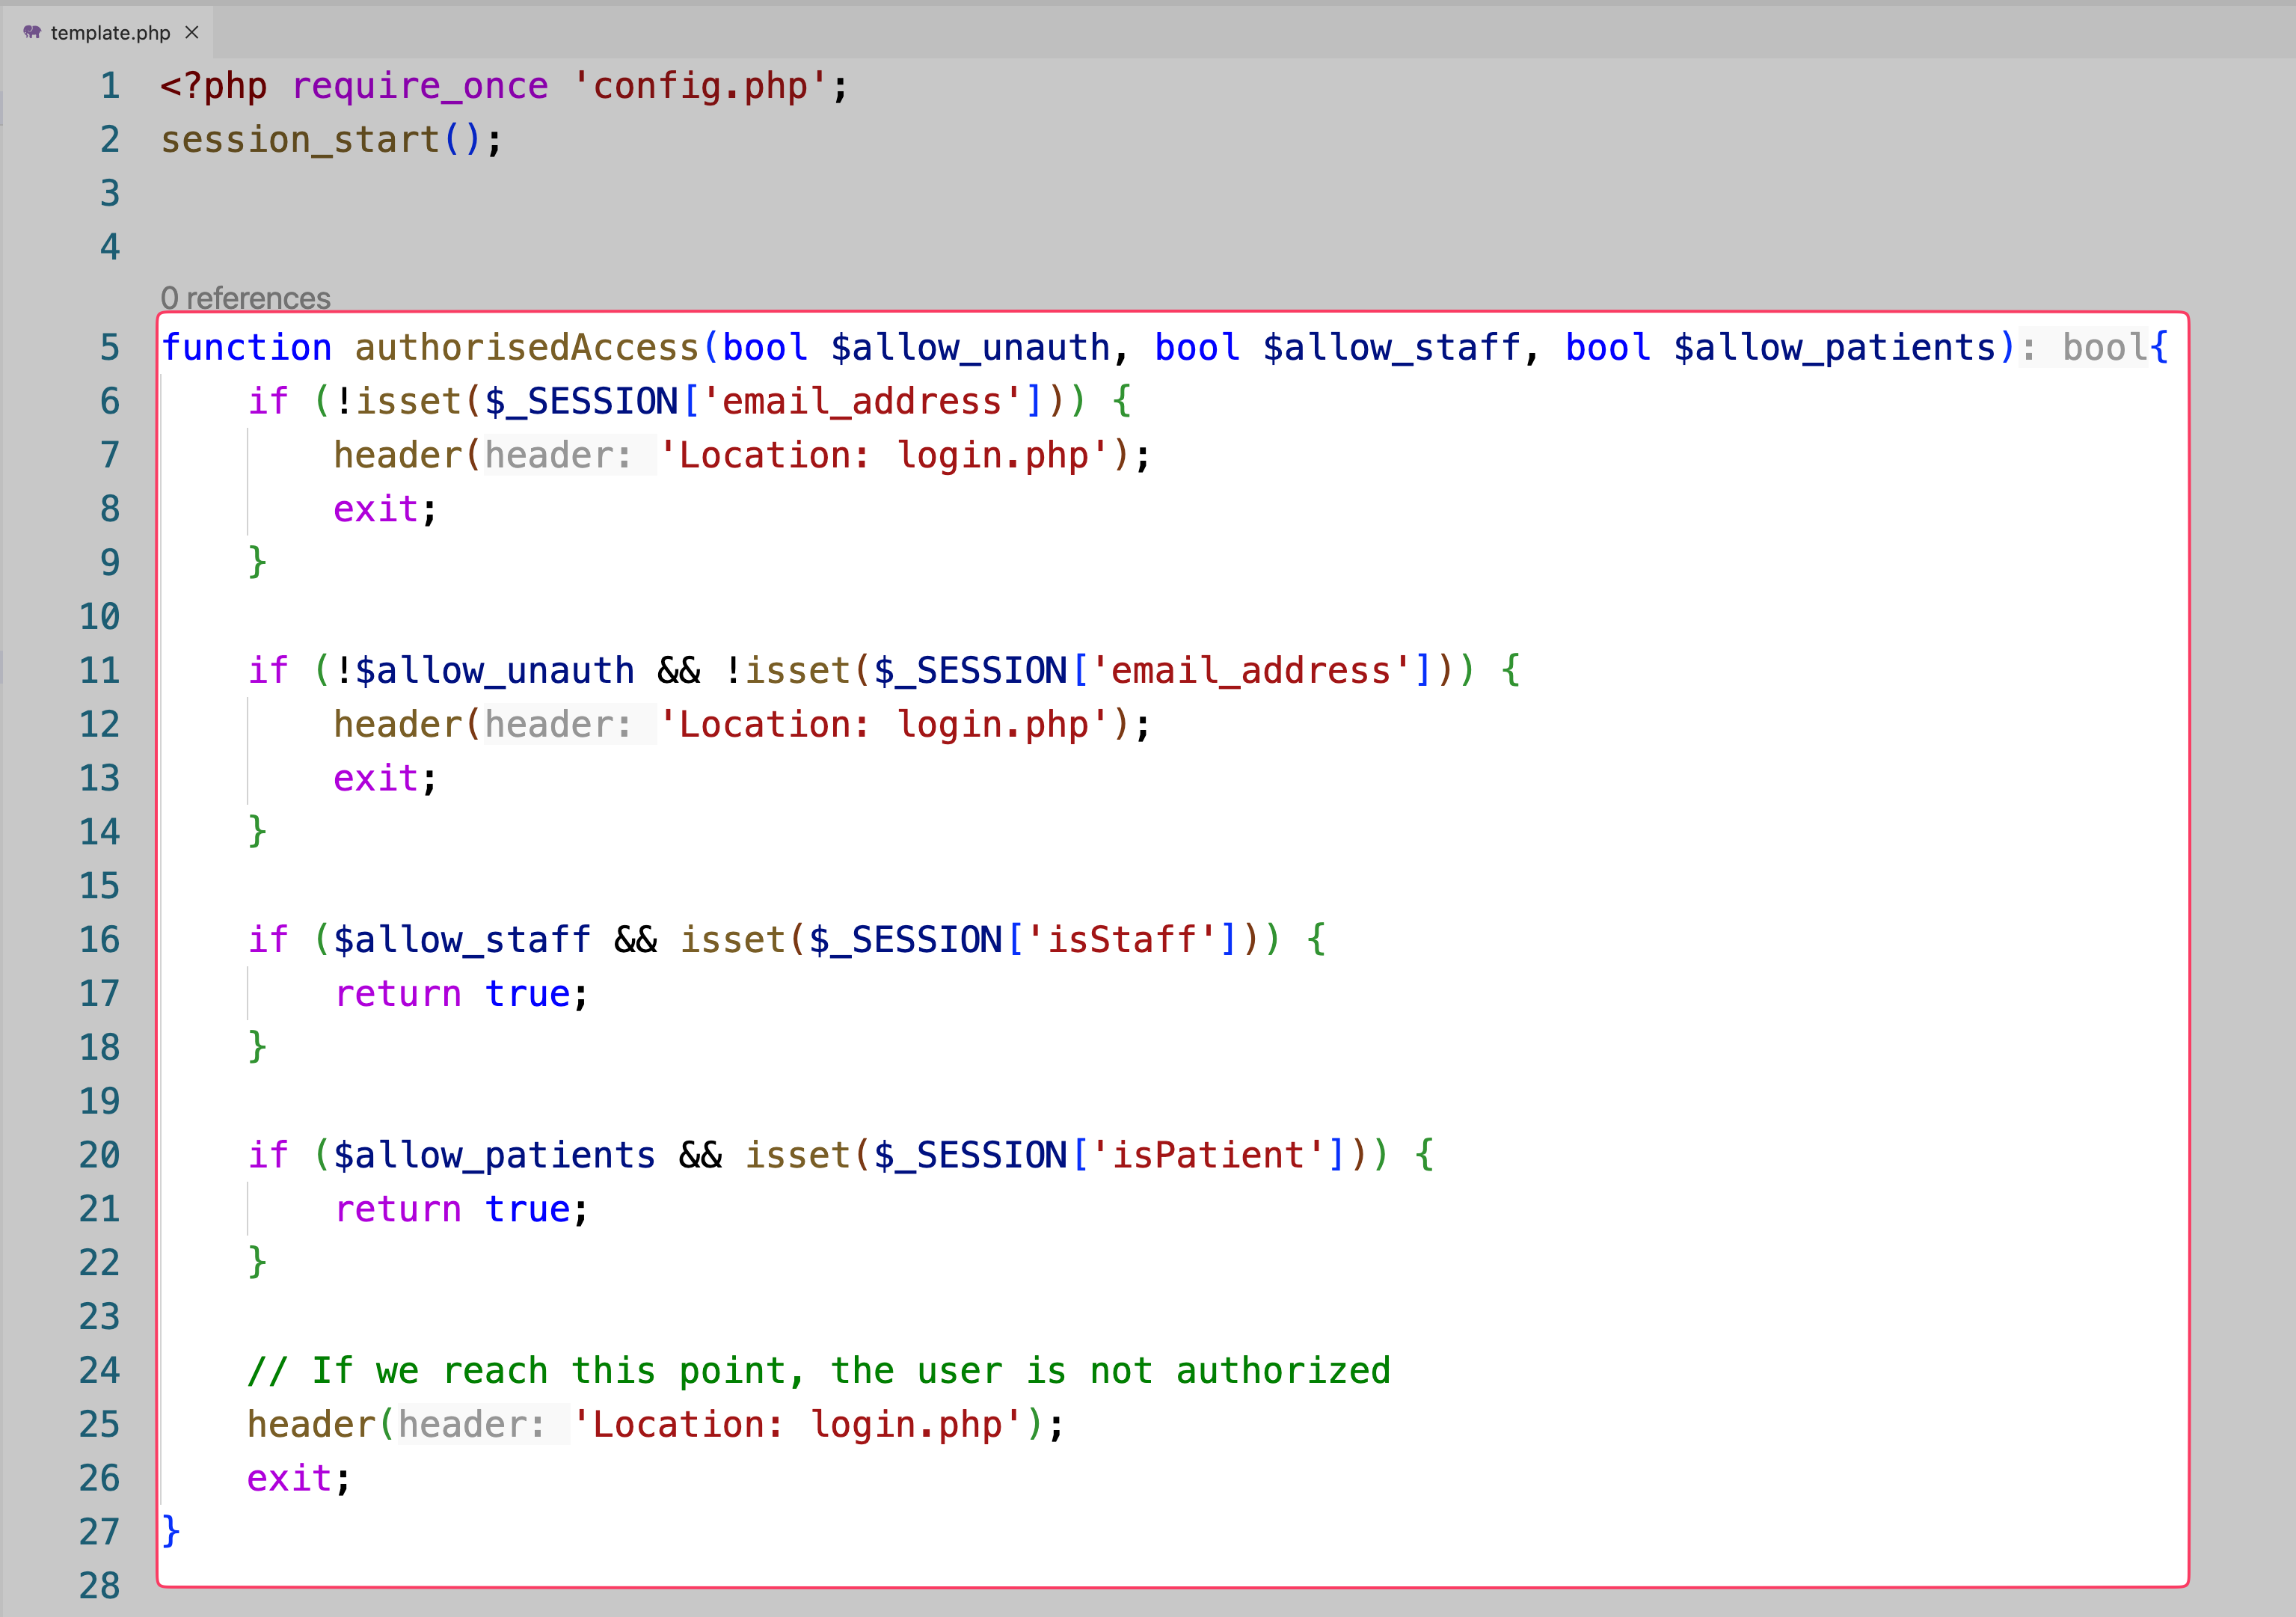 template.php ×
1 <?php require_once 'config.php';
2 session_start();
3
4
0 references
5 function authorisedAccess(bool $allow_unauth, bool $allow_staff, bool $allow_patients): bool{
6 if (!isset($_SESSION['email_address'])) {
7 header(header: 'Location: login.php');
8 exit;
9 }
10
11 if (!$allow_unauth && !isset($_SESSION['email_address'])) {
12 header(header: 'Location: login.php');
13 exit;
14 }
15
16 if ($allow_staff && isset($_SESSION['isStaff'])) {
17 return true;
18 }
19
20 if ($allow_patients && isset($_SESSION['isPatient'])) {
21 return true;
22 }
23
24 // If we reach this point, the user is not authorized
25 header(header: 'Location: login.php');
26 exit;
27 }
28